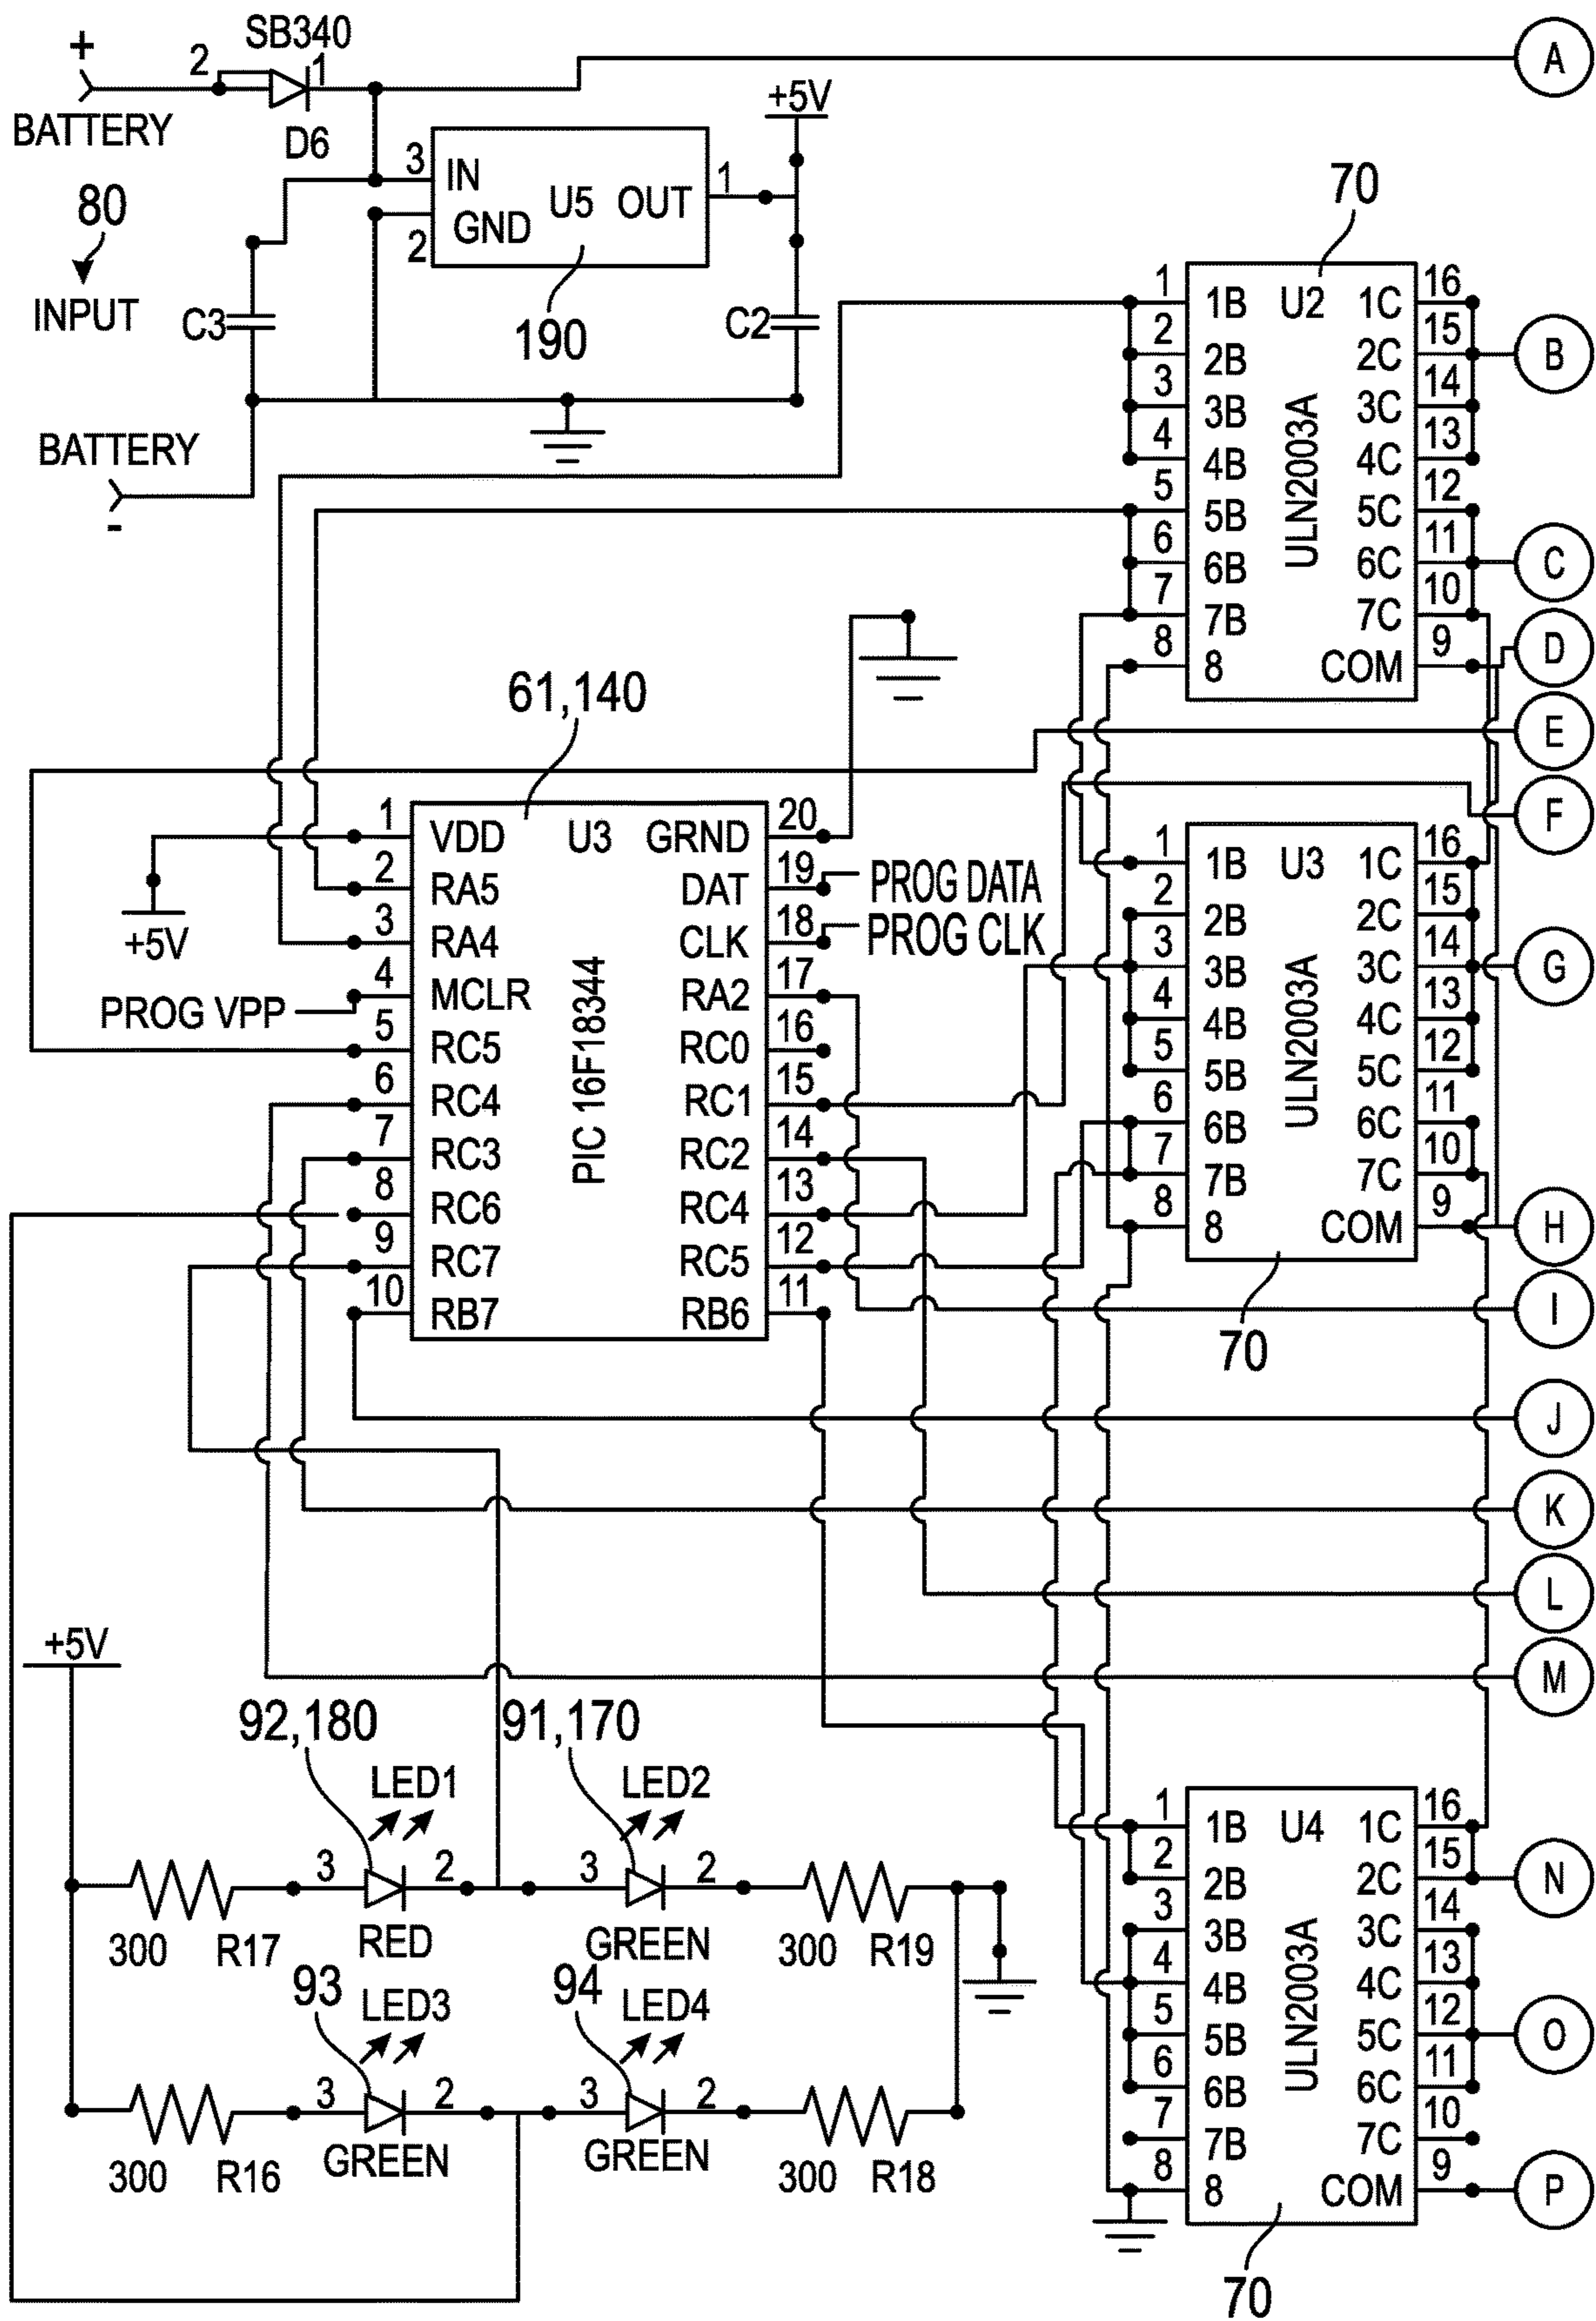 + 2 SB340 1 A
BATTERY D6 +5V
80 3 IN U5 OUT 1
2 GND
INPUT C3 190 C2
BATTERY
-
70
1 1B U2 1C 16
2 2B 2C 15 B
3 3B 3C 14
4 4B 4C 13
5 5B 5C 12
6 6B 6C 11 C
7 7B 7C 10
8 8 COM 9 D
ULN2003A
E
F
61,140
1 VDD U3 GRND 20
2 RA5 DAT 19 PROG DATA
+5V
3 RA4 CLK 18 PROG CLK
PROG VPP 4 MCLR RA2 17
5 RC5 RC0 16
6 RC4 RC1 15
7 RC3 RC2 14
8 RC6 RC4 13
9 RC7 RC5 12
10 RB7 RB6 11
PIC 16F18344
1 1B U3 1C 16
2 2B 2C 15
3 3B 3C 14 G
4 4B 4C 13
5 5B 5C 12
6 6B 6C 11
7 7B 7C 10
8 8 COM 9 H
ULN2003A
I
70
J
K
L
+5V M
92,180 91,170
LED1 LED2
3 2 3 2
300 R17 RED GREEN 300 R19
93 LED3 94 LED4
3 2 3 2
300 R16 GREEN GREEN 300 R18
1 1B U4 1C 16
2 2B 2C 15 N
3 3B 3C 14
4 4B 4C 13
5 5B 5C 12 O
6 6B 6C 11
7 7B 7C 10
8 8 COM 9 P
ULN2003A
70